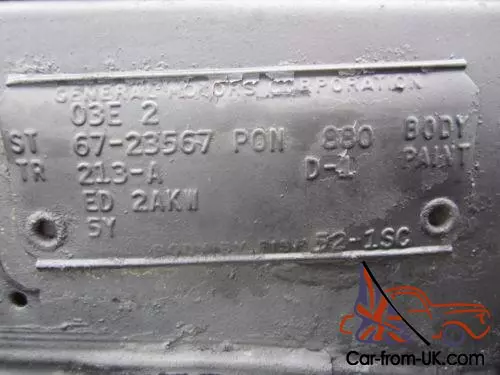 GENERAL MOTORS CORPORATION
03E 2
ST 67-23567 PON 880 BODY
TR 213-A D-1 PAINT
ED 2AKW
5Y
52-1SC
Car-from-UK.com